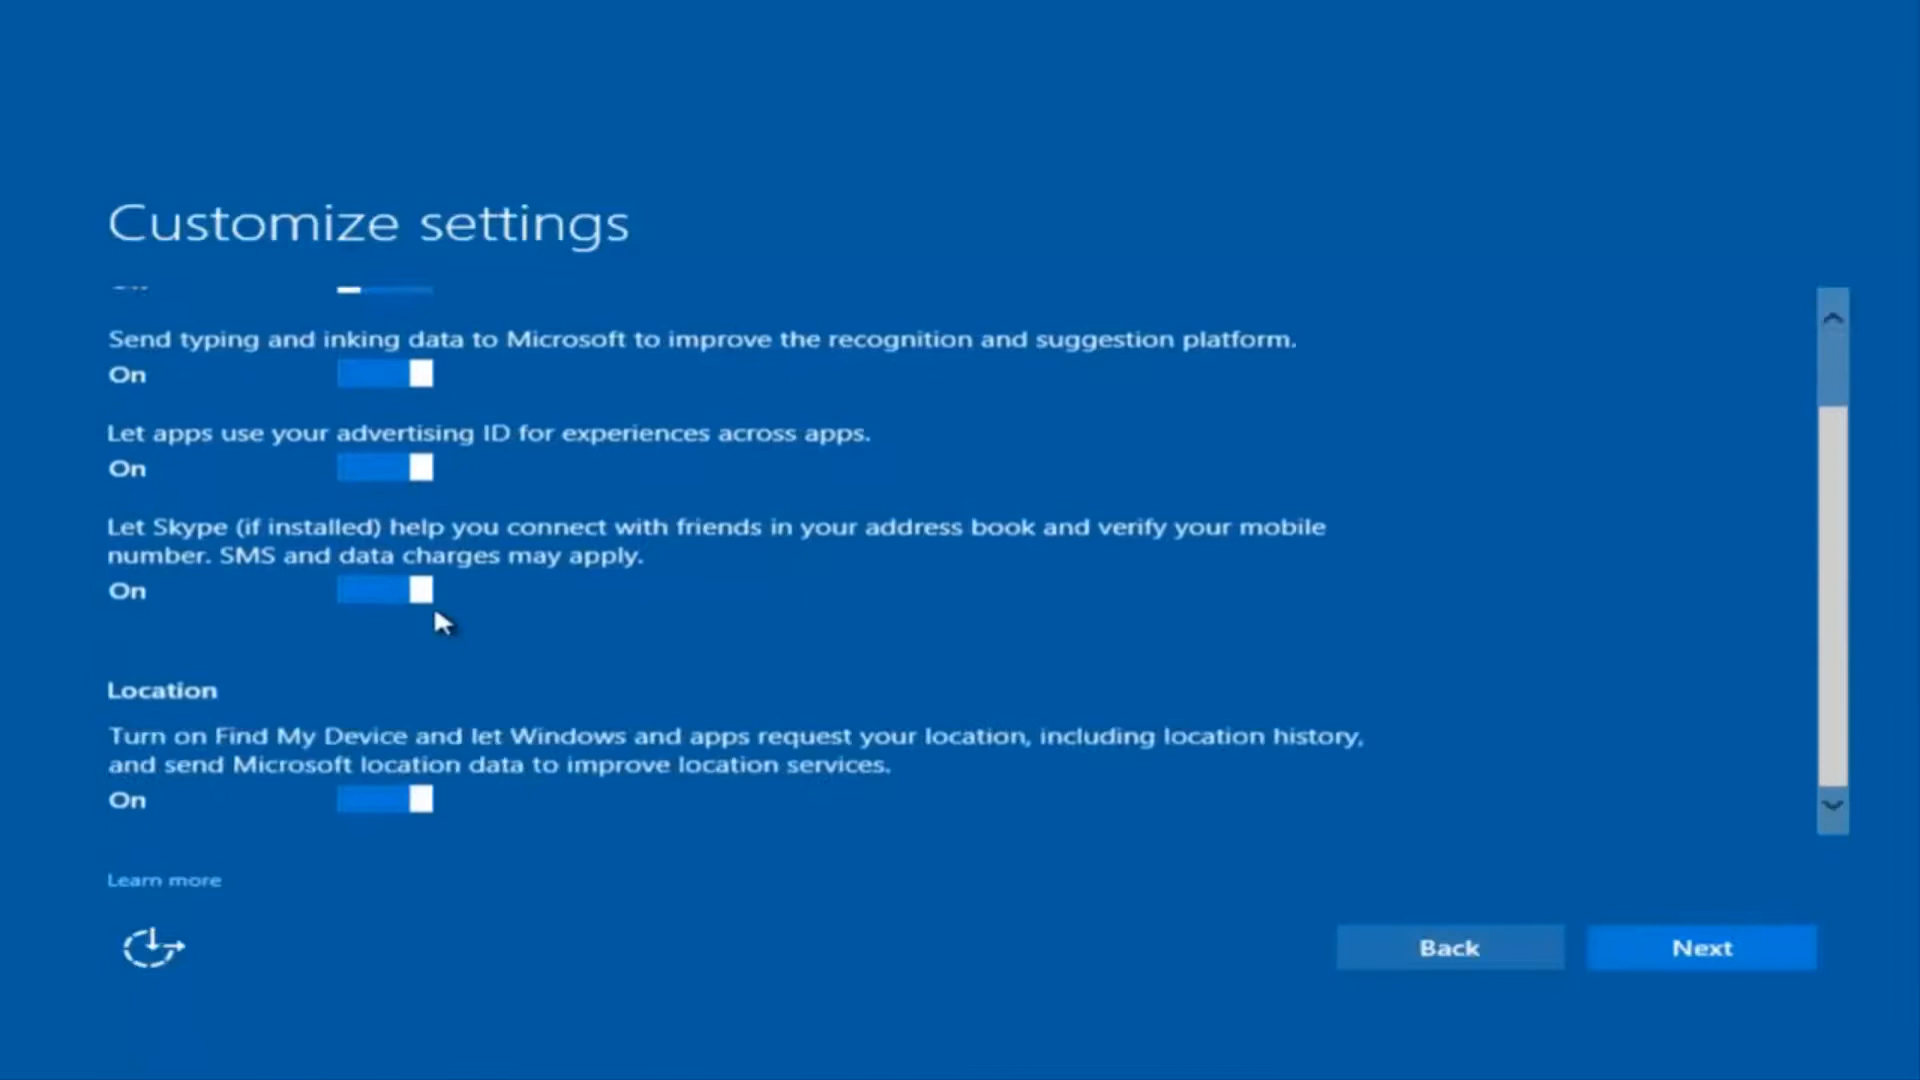 Customize settings
Send typing and inking data to Microsoft to improve the recognition and suggestion platform.
On
Let apps use your advertising ID for experiences across apps.
On
Let Skype (if installed) help you connect with friends in your address book and verify your mobile
number. SMS and data charges may apply.
On
Location
Turn on Find My Device and let Windows and apps request your location, including location history,
and send Microsoft location data to improve location services.
On
Learn more
Back
Next